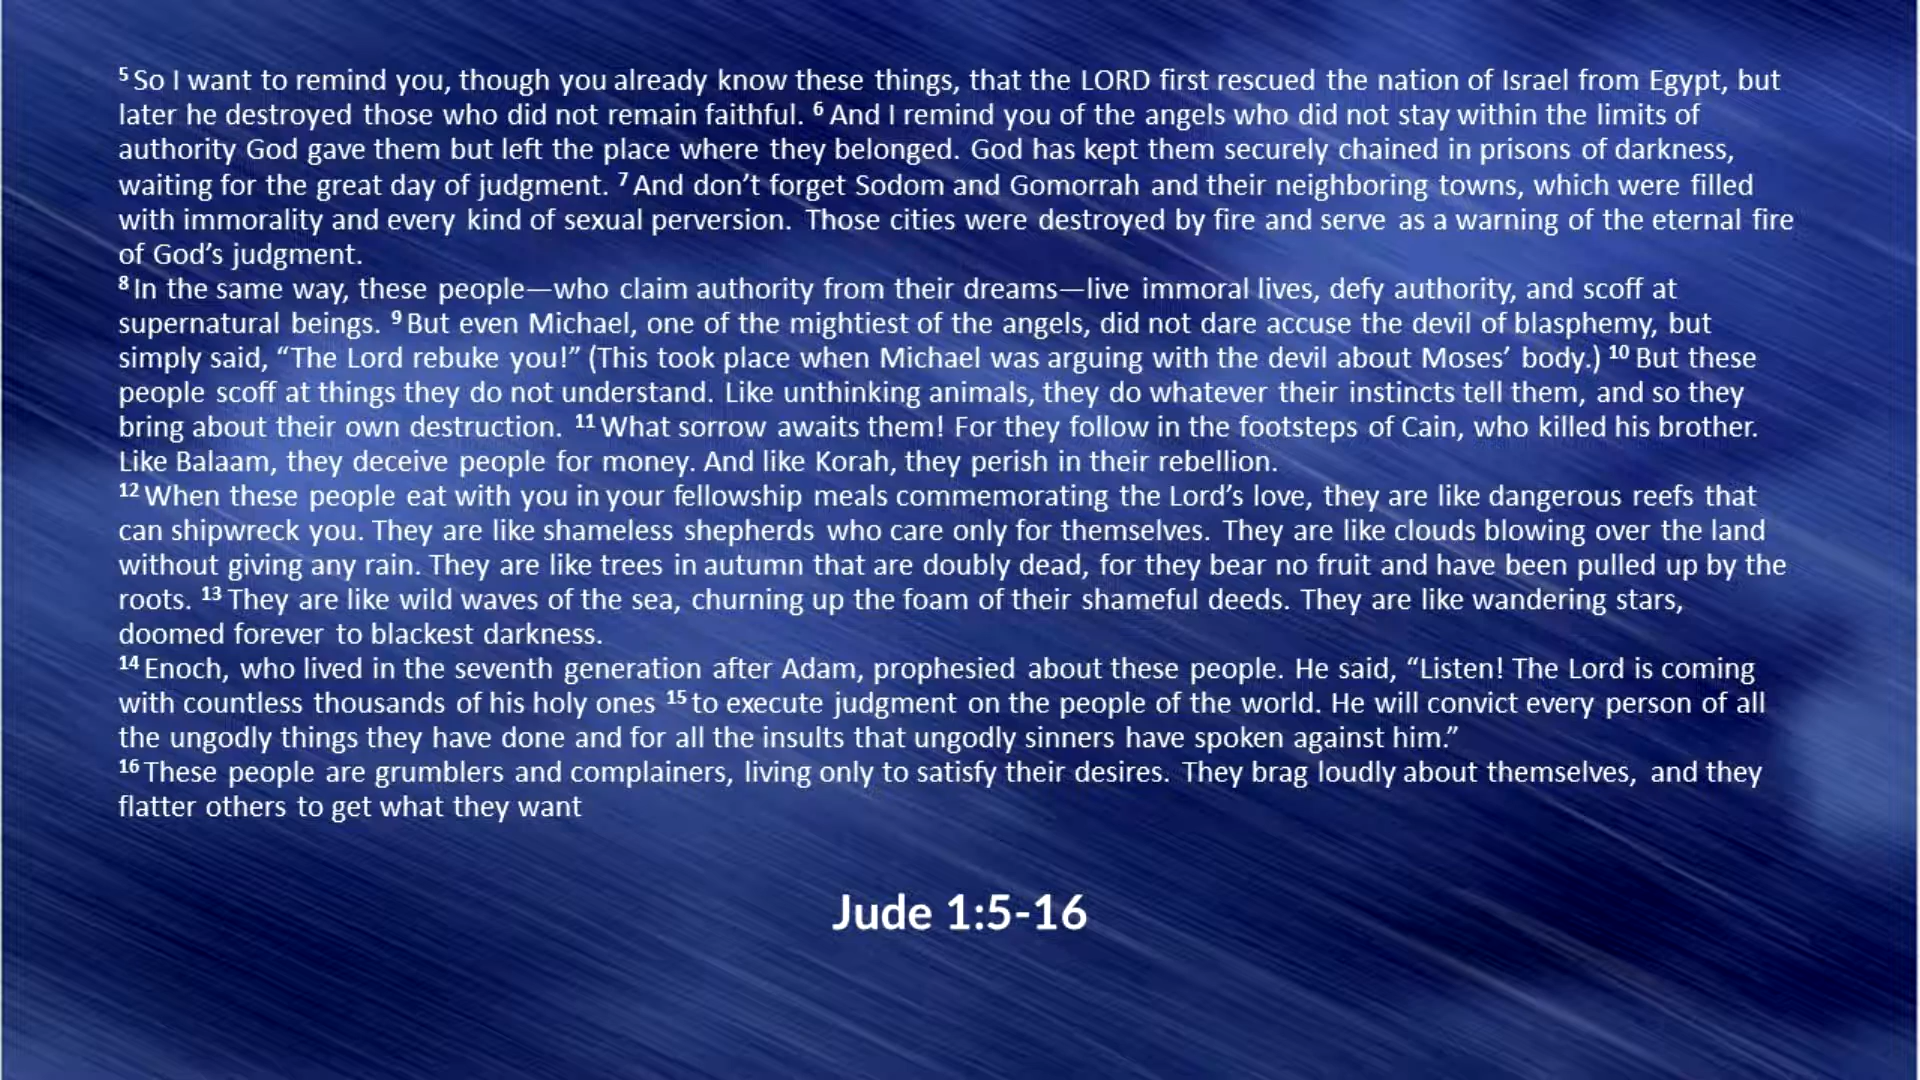 5 So I want to remind you, though you already know these things, that the LORD first rescued the nation of Israel from Egypt, but
later he destroyed those who did not remain faithful. 6 And I remind you of the angels who did not stay within the limits of
authority God gave them but left the place where they belonged. God has kept them securely chained in prisons of darkness,
waiting for the great day of judgment. 7 And don’t forget Sodom and Gomorrah and their neighboring towns, which were filled
with immorality and every kind of sexual perversion. Those cities were destroyed by fire and serve as a warning of the eternal fire
of God’s judgment.
8 In the same way, these people—who claim authority from their dreams—live immoral lives, defy authority, and scoff at
supernatural beings. 9 But even Michael, one of the mightiest of the angels, did not dare accuse the devil of blasphemy, but
simply said, “The Lord rebuke you!” (This took place when Michael was arguing with the devil about Moses’ body.) 10 But these
people scoff at things they do not understand. Like unthinking animals, they do whatever their instincts tell them, and so they
bring about their own destruction. 11 What sorrow awaits them! For they follow in the footsteps of Cain, who killed his brother.
Like Balaam, they deceive people for money. And like Korah, they perish in their rebellion.
12 When these people eat with you in your fellowship meals commemorating the Lord’s love, they are like dangerous reefs that
can shipwreck you. They are like shameless shepherds who care only for themselves. They are like clouds blowing over the land
without giving any rain. They are like trees in autumn that are doubly dead, for they bear no fruit and have been pulled up by the
roots. 13 They are like wild waves of the sea, churning up the foam of their shameful deeds. They are like wandering stars,
doomed forever to blackest darkness.
14 Enoch, who lived in the seventh generation after Adam, prophesied about these people. He said, “Listen! The Lord is coming
with countless thousands of his holy ones 15 to execute judgment on the people of the world. He will convict every person of all
the ungodly things they have done and for all the insults that ungodly sinners have spoken against him.”
16 These people are grumblers and complainers, living only to satisfy their desires. They brag loudly about themselves, and they
flatter others to get what they want
Jude 1:5-16